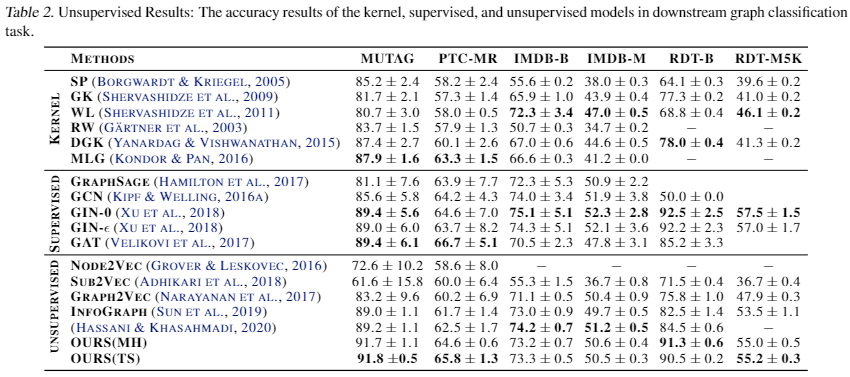 Table 2. Unsupervised Results: The accuracy results of the kernel, supervised, and unsupervised models in downstream graph classification
task.
METHODS MUTAG PTC-MR IMDB-B IMDB-M RDT-B RDT-M5K
KERNEL
SP (BORGWARDT & KRIEGEL, 2005) 85.2 ± 2.4 58.2 ± 2.4 55.6 ± 0.2 38.0 ± 0.3 64.1 ± 0.3 39.6 ± 0.2
GK (SHERVASHIDZE ET AL., 2009) 81.7 ± 2.1 57.3 ± 1.4 65.9 ± 1.0 43.9 ± 0.4 77.3 ± 0.2 41.0 ± 0.2
WL (SHERVASHIDZE ET AL., 2011) 80.7 ± 3.0 58.0 ± 0.5 72.3 ± 3.4 47.0 ± 0.5 68.8 ± 0.4 46.1 ± 0.2
RW (GÄRTNER ET AL., 2003) 83.7 ± 1.5 57.9 ± 1.3 50.7 ± 0.3 34.7 ± 0.2 – –
DGK (YANARDAG & VISHWANATHAN, 2015) 87.4 ± 2.7 60.1 ± 2.6 67.0 ± 0.6 44.6 ± 0.5 78.0 ± 0.4 41.3 ± 0.2
MLG (KONDOR & PAN, 2016) 87.9 ± 1.6 63.3 ± 1.5 66.6 ± 0.3 41.2 ± 0.0 – –
SUPERVISED
GRAPHSAGE (HAMILTON ET AL., 2017) 81.1 ± 7.6 63.9 ± 7.7 72.3 ± 5.3 50.9 ± 2.2
GCN (KIPF & WELLING, 2016A) 85.6 ± 5.8 64.2 ± 4.3 74.0 ± 3.4 51.9 ± 3.8 50.0 ± 0.0
GIN-0 (XU ET AL., 2018) 89.4 ± 5.6 64.6 ± 7.0 75.1 ± 5.1 52.3 ± 2.8 92.5 ± 2.5 57.5 ± 1.5
GIN-ϵ (XU ET AL., 2018) 89.0 ± 6.0 63.7 ± 8.2 74.3 ± 5.1 52.1 ± 3.6 92.2 ± 2.3 57.0 ± 1.7
GAT (VELIKOVI ET AL., 2017) 89.4 ± 6.1 66.7 ± 5.1 70.5 ± 2.3 47.8 ± 3.1 85.2 ± 3.3
UNSUPERVISED
NODE2VEC (GROVER & LESKOVEC, 2016) 72.6 ± 10.2 58.6 ± 8.0 – – – –
SUB2VEC (ADHIKARI ET AL., 2018) 61.6 ± 15.8 60.0 ± 6.4 55.3 ± 1.5 36.7 ± 0.8 71.5 ± 0.4 36.7 ± 0.4
GRAPH2VEC (NARAYANAN ET AL., 2017) 83.2 ± 9.6 60.2 ± 6.9 71.1 ± 0.5 50.4 ± 0.9 75.8 ± 1.0 47.9 ± 0.3
INFOGRAPH (SUN ET AL., 2019) 89.0 ± 1.1 61.7 ± 1.4 73.0 ± 0.9 49.7 ± 0.5 82.5 ± 1.4 53.5 ± 1.1
(HASSANI & KHASAHMADI, 2020) 89.2 ± 1.1 62.5 ± 1.7 74.2 ± 0.7 51.2 ± 0.5 84.5 ± 0.6 –
OURS(MH) 91.7 ± 1.1 64.6 ± 0.6 73.2 ± 0.7 50.6 ± 0.4 91.3 ± 0.6 55.0 ± 0.5
OURS(TS) 91.8 ±0.5 65.8 ± 1.3 73.3 ± 0.5 50.5 ± 0.3 90.5 ± 0.2 55.2 ± 0.3